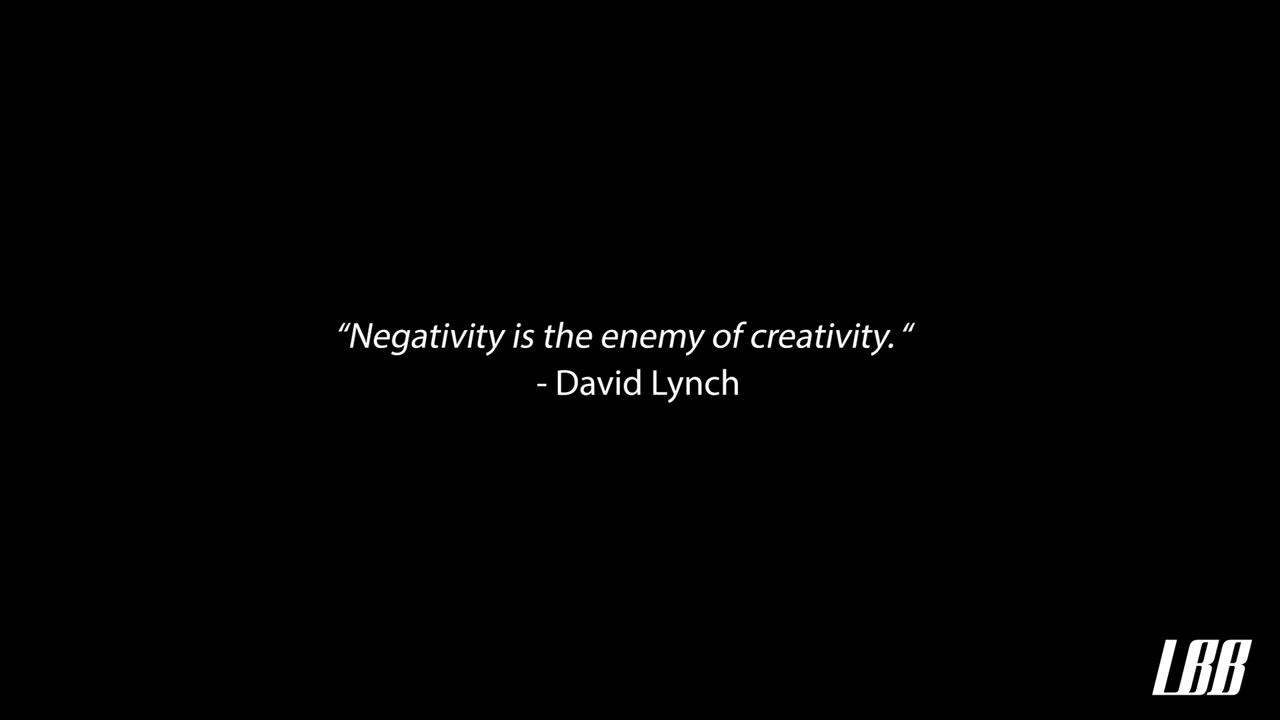 “Negativity is the enemy of creativity. “
- David Lynch
LBB